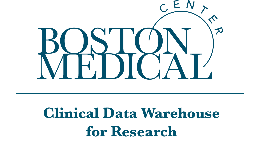 BOSTON
MEDICAL
CENTER
Clinical Data Warehouse
for Research